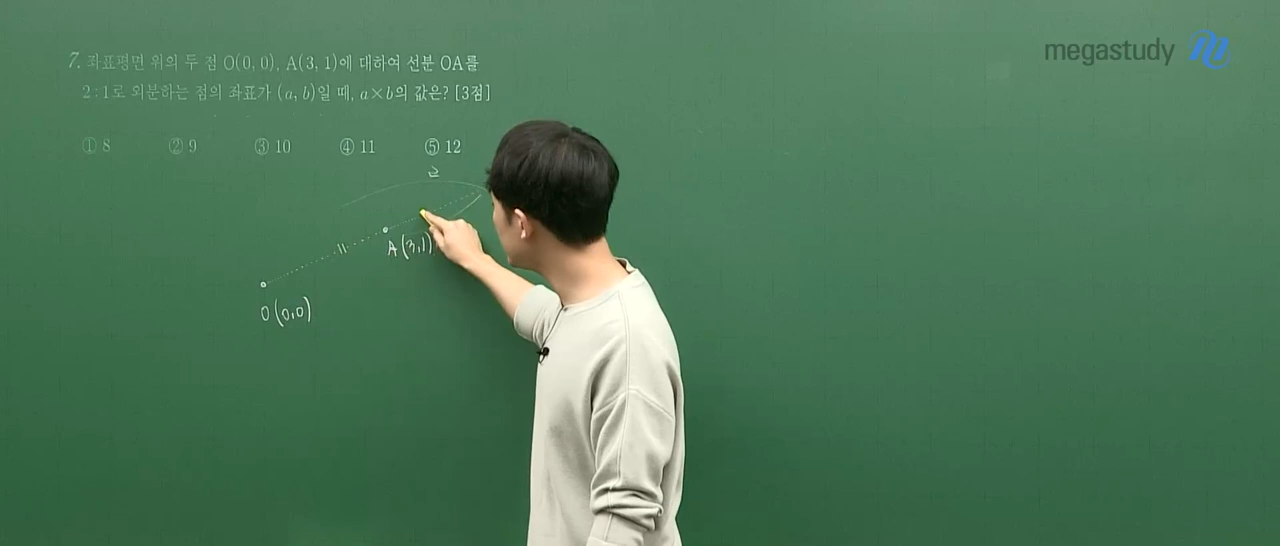 megastudy
7. 좌표평면 위의 두 점 O(0, 0), A(3, 1)에 대하여 선분 OA를
2 : 1로 외분하는 점의 좌표가 (a, b)일 때, a×b의 값은? [3점]
① 8 ② 9 ③ 10 ④ 11 ⑤ 12
2
A(3,1)
O(0,0)